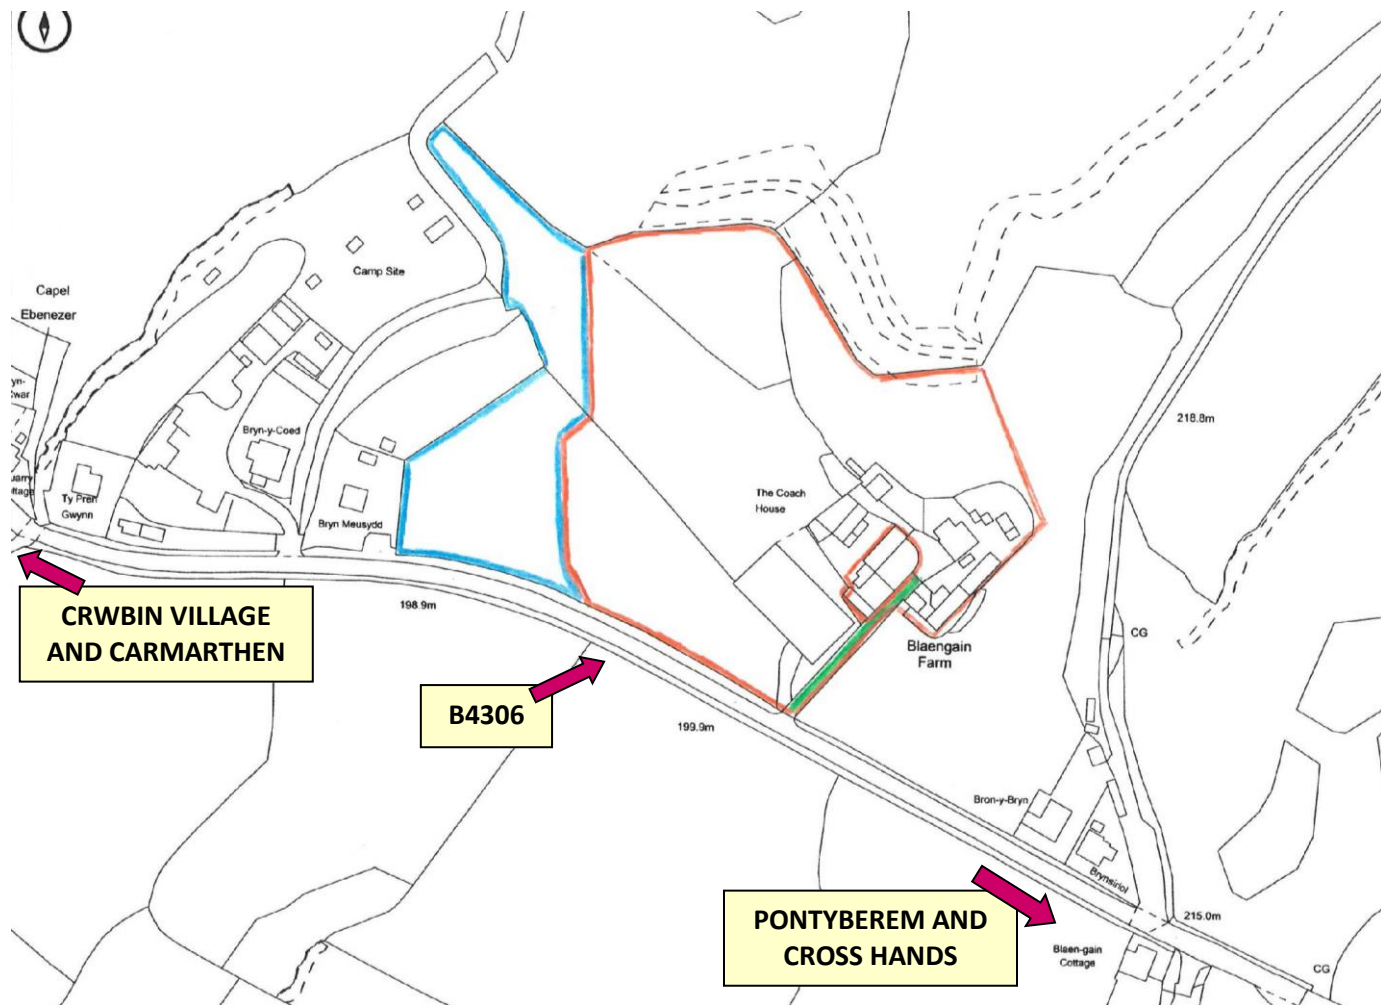 Camp Site
Capel
Ebenezer
218.8m
Bryn-y-Coed
The Coach
House
Ty Pren
Gwynn
Bryn Meusydd
198.9m
CRWBIN VILLAGE
AND CARMARTHEN
CG
Blaengain
Farm
B4306
199.9m
Bron-y-Bryn
Brynsiriol
PONTYBEREM AND
CROSS HANDS
215.0m
Blaen-gain
Cottage
CG